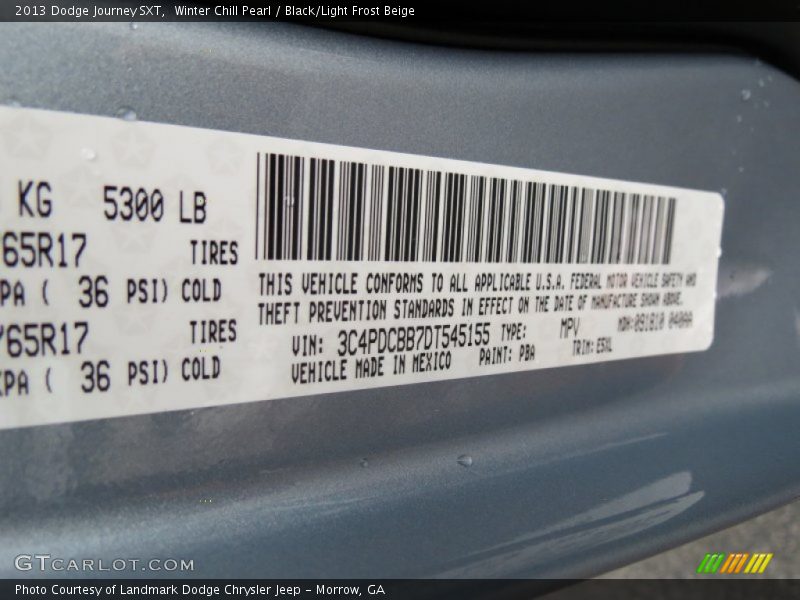 2013 Dodge Journey SXT, Winter Chill Pearl / Black/Light Frost Beige
KG 5300 LB
65R17 TIRES
PA ( 36 PSI) COLD
/65R17 TIRES
KPA ( 36 PSI) COLD
THIS VEHICLE CONFORMS TO ALL APPLICABLE U.S.A. FEDERAL MOTOR VEHICLE SAFETY AND
THEFT PREVENTION STANDARDS IN EFFECT ON THE DATE OF MANUFACTURE SHOWN ABOVE.
VIN: 3C4PDCBB7DT545155 TYPE: MPV
VEHICLE MADE IN MEXICO PAINT: PBA TRIM:
GTCARLOT.COM
Photo Courtesy of Landmark Dodge Chrysler Jeep - Morrow, GA